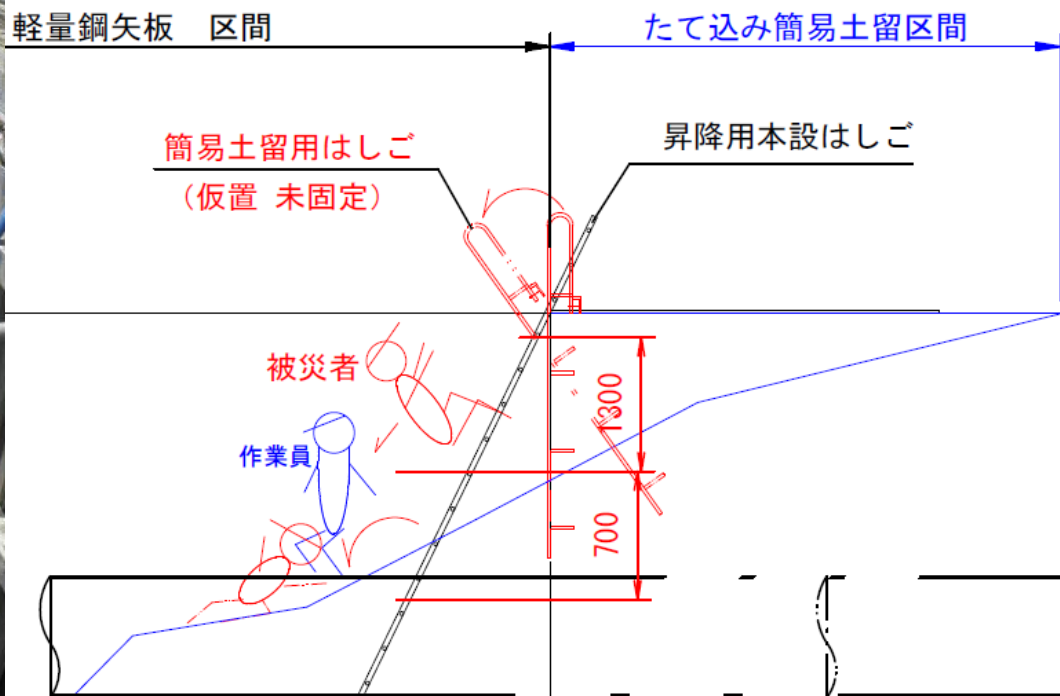 軽量鋼矢板　区間
たて込み簡易土留区間
簡易土留用はしご
（仮置 未固定）
昇降用本設はしご
被災者
作業員
1300
700